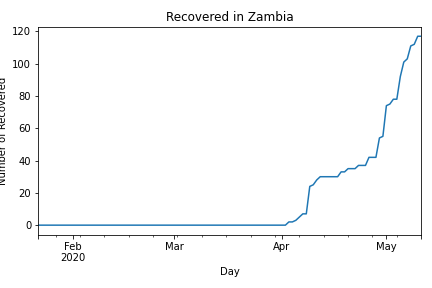 Recovered in Zambia
Number of Recovered
120
100
80
60
40
20
0
Feb
2020
Mar
Apr
May
Day